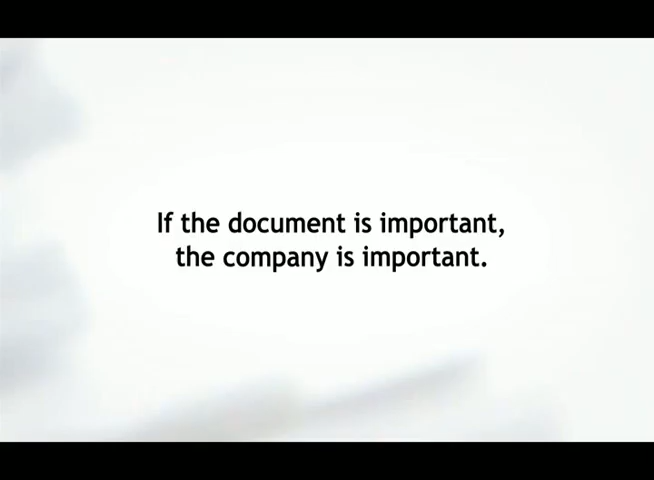 If the document is important,
the company is important.